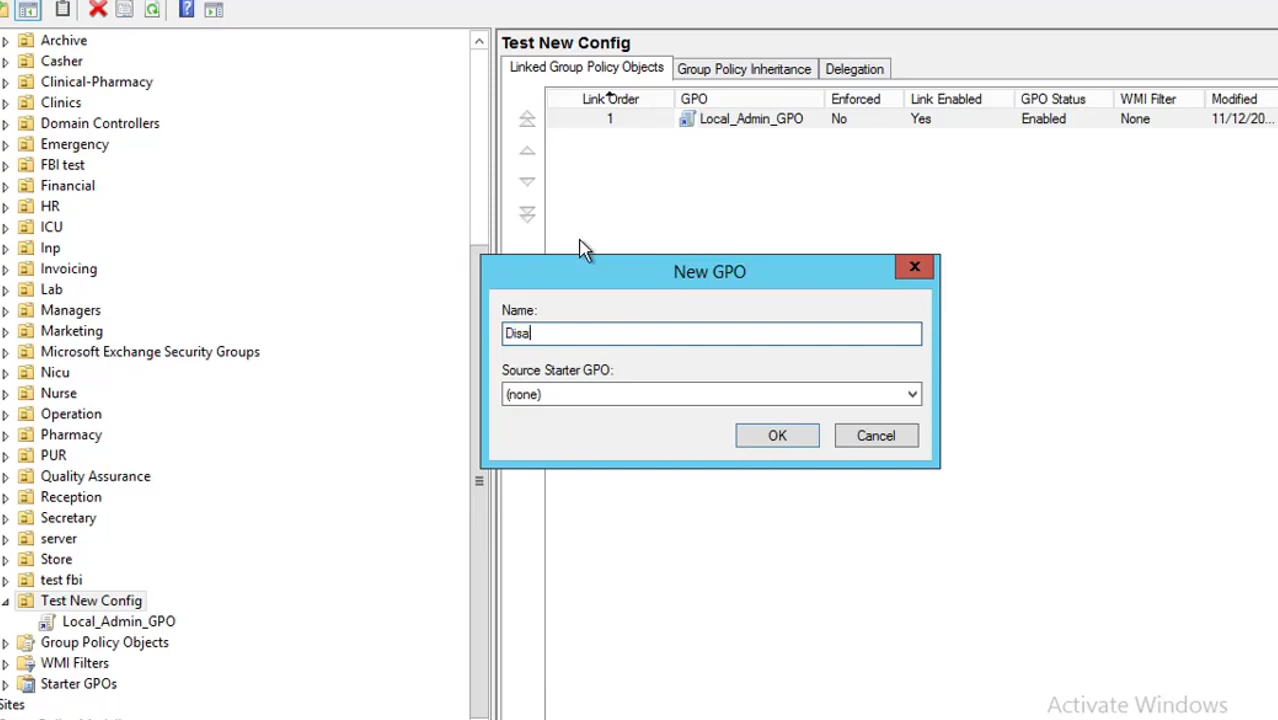 Archive
Casher
Clinical-Pharmacy
Clinics
Domain Controllers
Emergency
FBI test
Financial
HR
ICU
Inp
Invoicing
Lab
Managers
Marketing
Microsoft Exchange Security Groups
Nicu
Nurse
Operation
Pharmacy
PUR
Quality Assurance
Reception
Secretary
server
Store
test fbi
Test New Config
Local_Admin_GPO
Group Policy Objects
WMI Filters
Starter GPOs
Sites
Test New Config
Linked Group Policy Objects Group Policy Inheritance Delegation
Link Order GPO Enforced Link Enabled GPO Status WMI Filter Modified
1 Local_Admin_GPO No Yes Enabled None 11/12/20...
New GPO
Name:
Disa
Source Starter GPO:
(none)
OK Cancel
Activate Windows